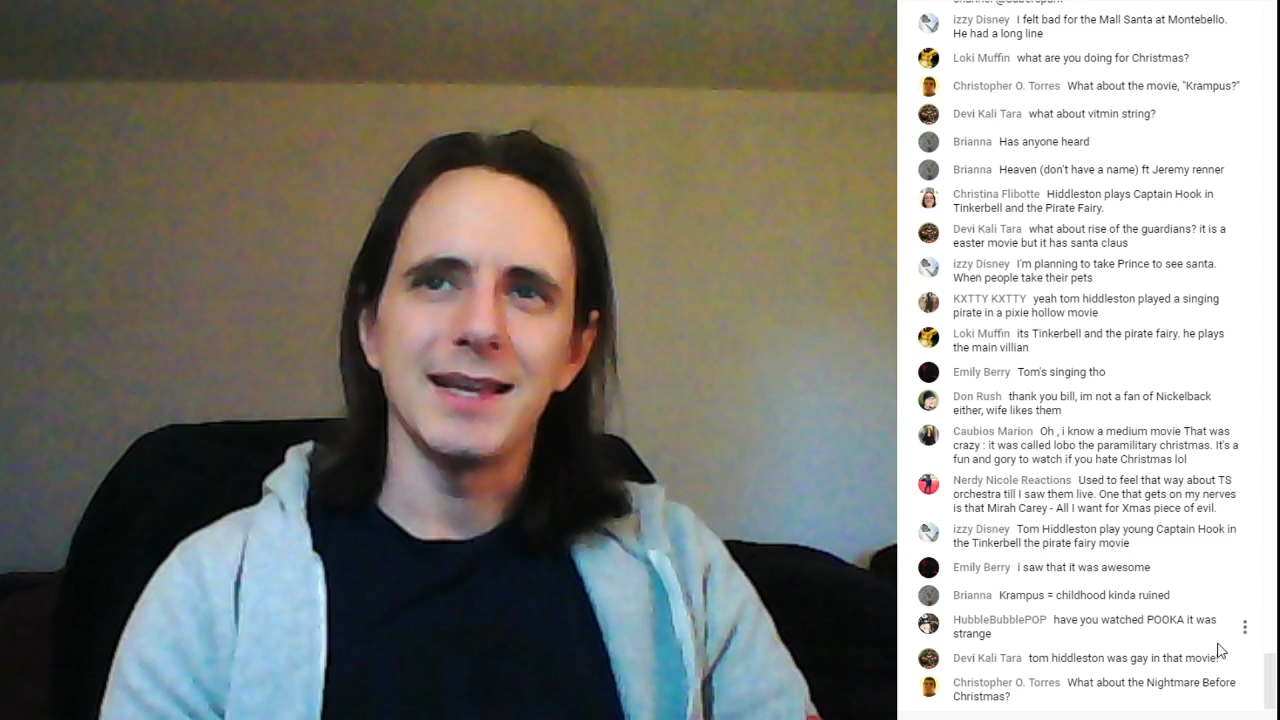 izzy Disney I felt bad for the Mall Santa at Montebello.
He had a long line
Loki Muffin what are you doing for Christmas?
Christopher O. Torres What about the movie, "Krampus?"
Devi Kali Tara what about vitmin string?
Brianna Has anyone heard
Brianna Heaven (don't have a name) ft Jeremy renner
Christina Flibotte Hiddleston plays Captain Hook in
Tinkerbell and the Pirate Fairy.
Devi Kali Tara what about rise of the guardians? it is a
easter movie but it has santa claus
izzy Disney I'm planning to take Prince to see santa.
When people take their pets
KXTTY KXTTY yeah tom hiddleston played a singing
pirate in a pixie hollow movie
Loki Muffin its Tinkerbell and the pirate fairy. he plays
the main villian
Emily Berry Tom's singing tho
Don Rush thank you bill, im not a fan of Nickelback
either, wife likes them
Caubios Marion Oh , i know a medium movie That was
crazy : it was called lobo the paramilitary christmas. It's a
fun and gory to watch if you hate Christmas lol
Nerdy Nicole Reactions Used to feel that way about TS
orchestra till I saw them live. One that gets on my nerves
is that Mirah Carey - All I want for Xmas piece of evil.
izzy Disney Tom Hiddleston play young Captain Hook in
the Tinkerbell the pirate fairy movie
Emily Berry i saw that it was awesome
Brianna Krampus = childhood kinda ruined
HubbleBubblePOP have you watched POOKA it was
strange
Devi Kali Tara tom hiddleston was gay in that movie!
Christopher O. Torres What about the Nightmare Before
Christmas?